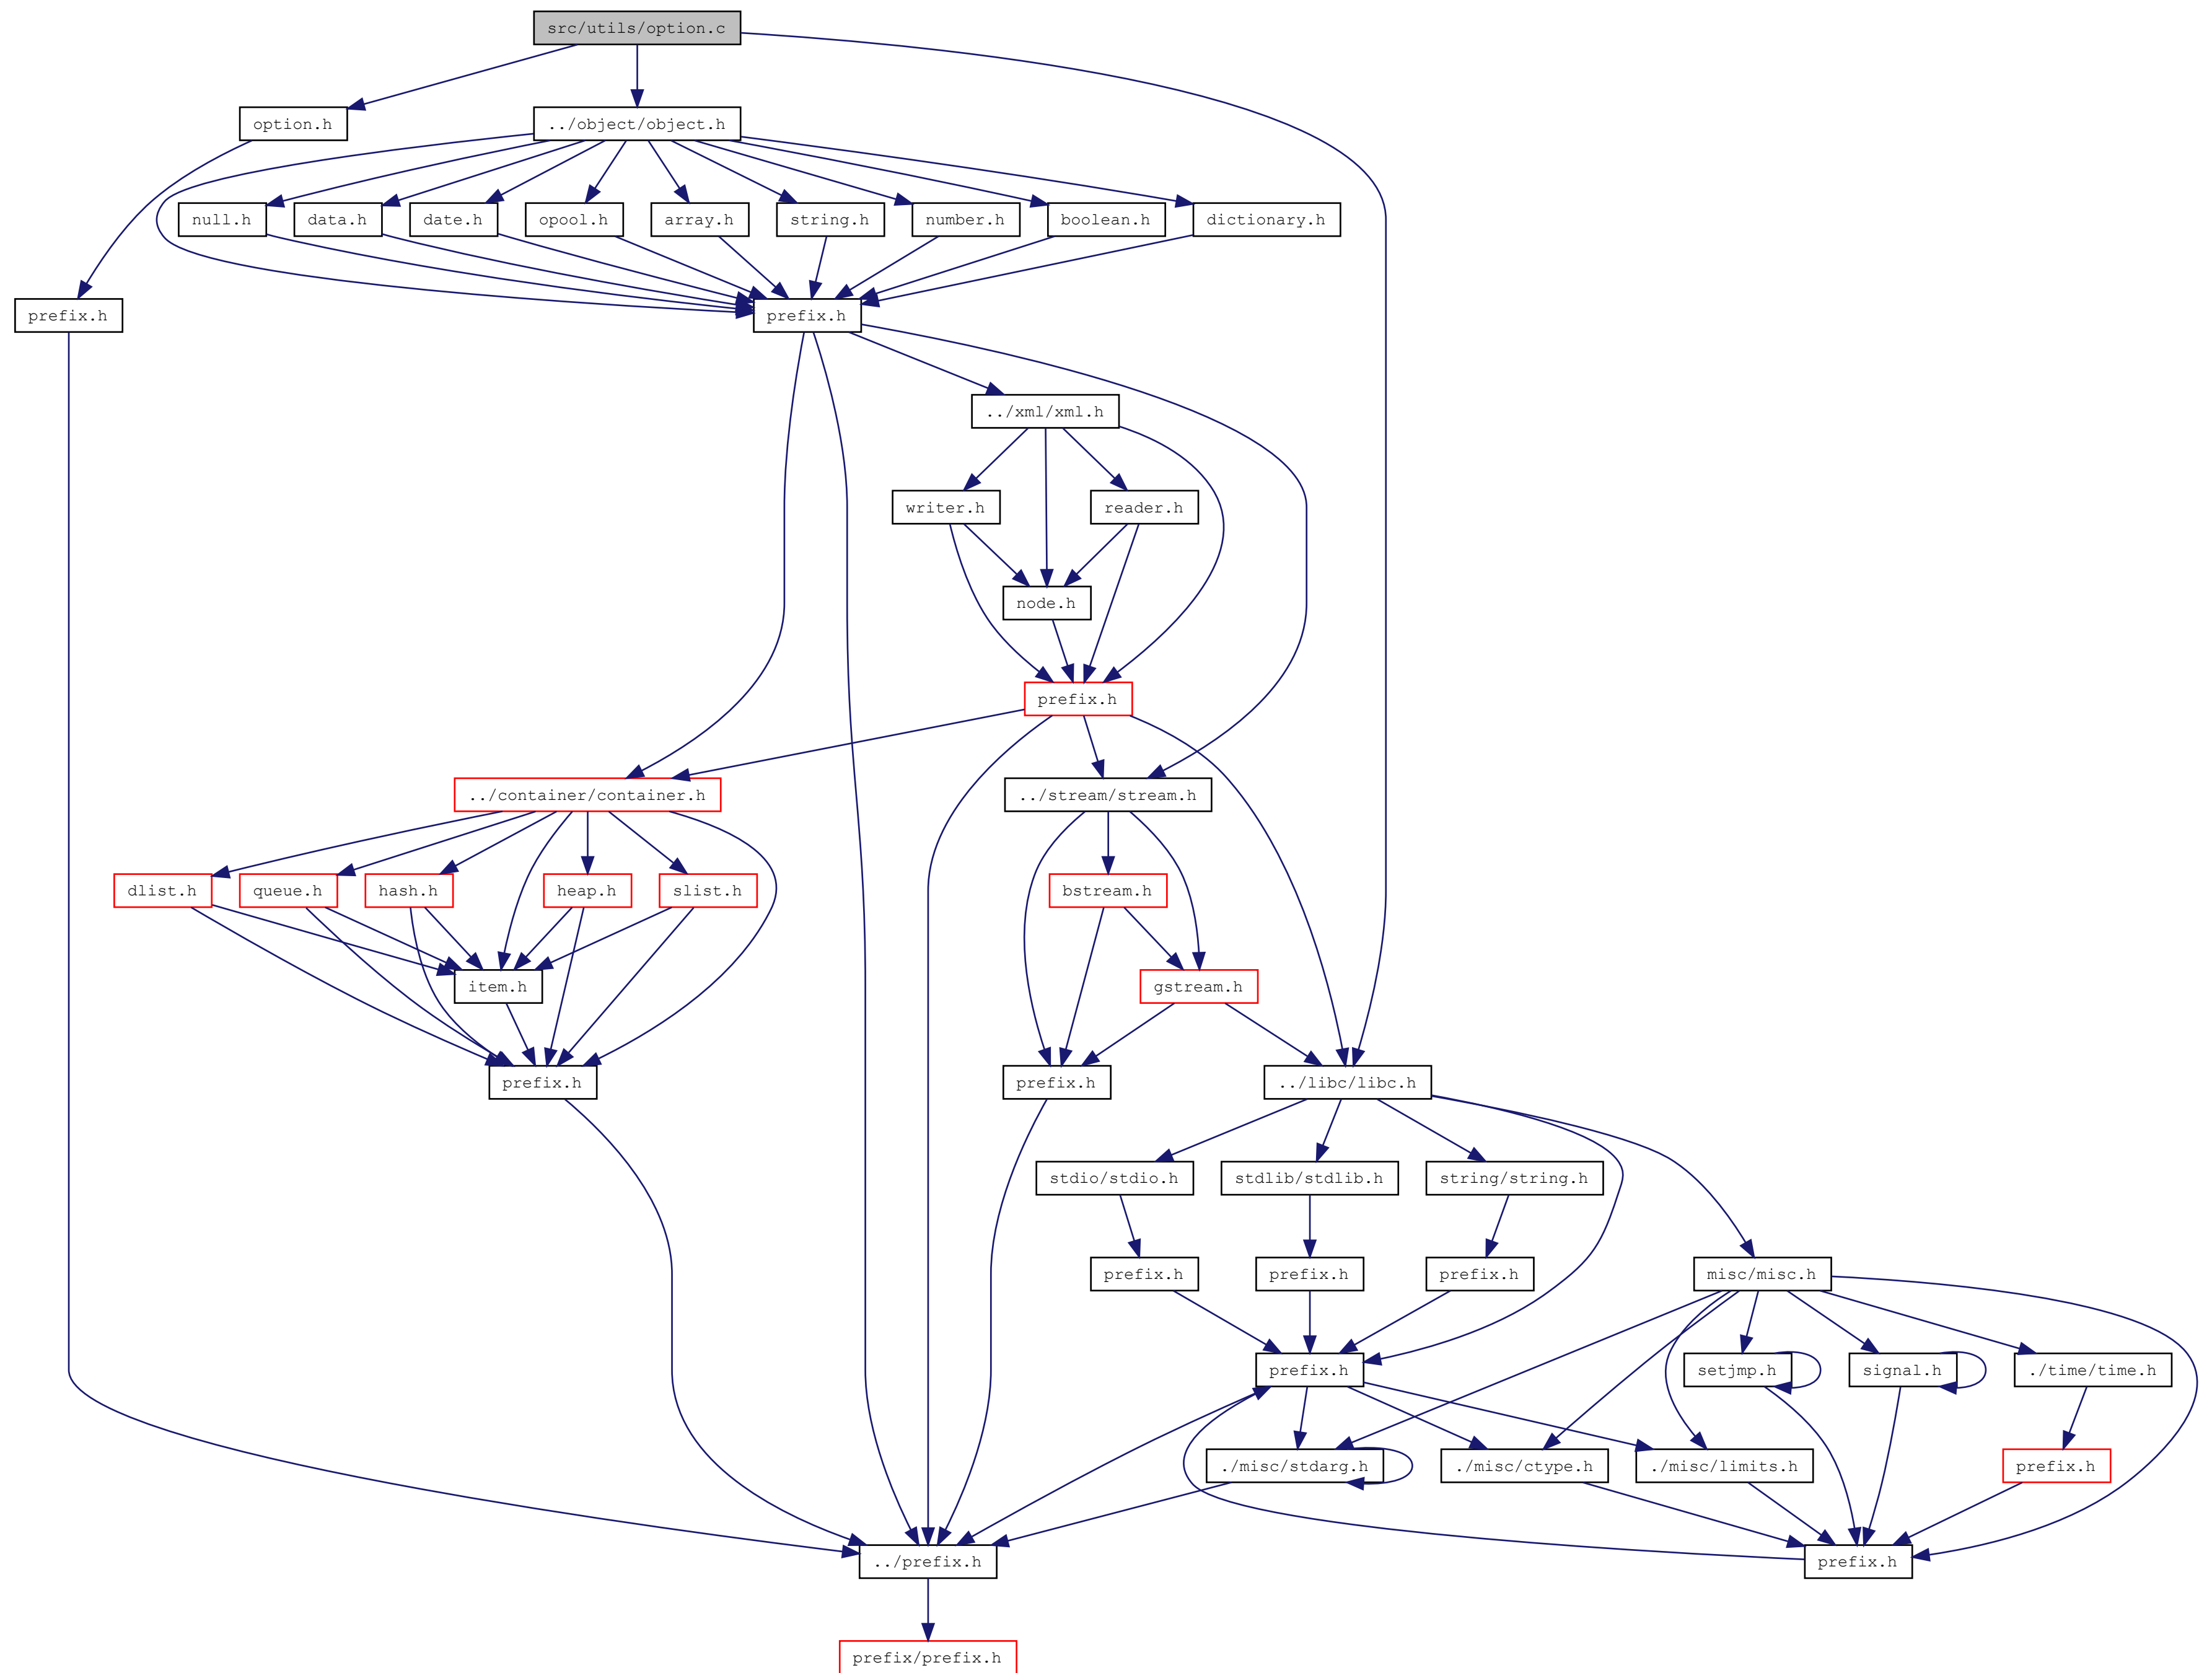 src/utils/option.c
option.h
../object/object.h
null.h
data.h
date.h
opool.h
array.h
string.h
number.h
boolean.h
dictionary.h
prefix.h
prefix.h
../xml/xml.h
writer.h
reader.h
node.h
prefix.h
../container/container.h
../stream/stream.h
dlist.h
queue.h
hash.h
heap.h
slist.h
bstream.h
item.h
gstream.h
prefix.h
prefix.h
../libc/libc.h
stdio/stdio.h
stdlib/stdlib.h
string/string.h
prefix.h
prefix.h
prefix.h
misc/misc.h
prefix.h
setjmp.h
signal.h
./time/time.h
./misc/stdarg.h
./misc/ctype.h
./misc/limits.h
prefix.h
../prefix.h
prefix.h
prefix/prefix.h